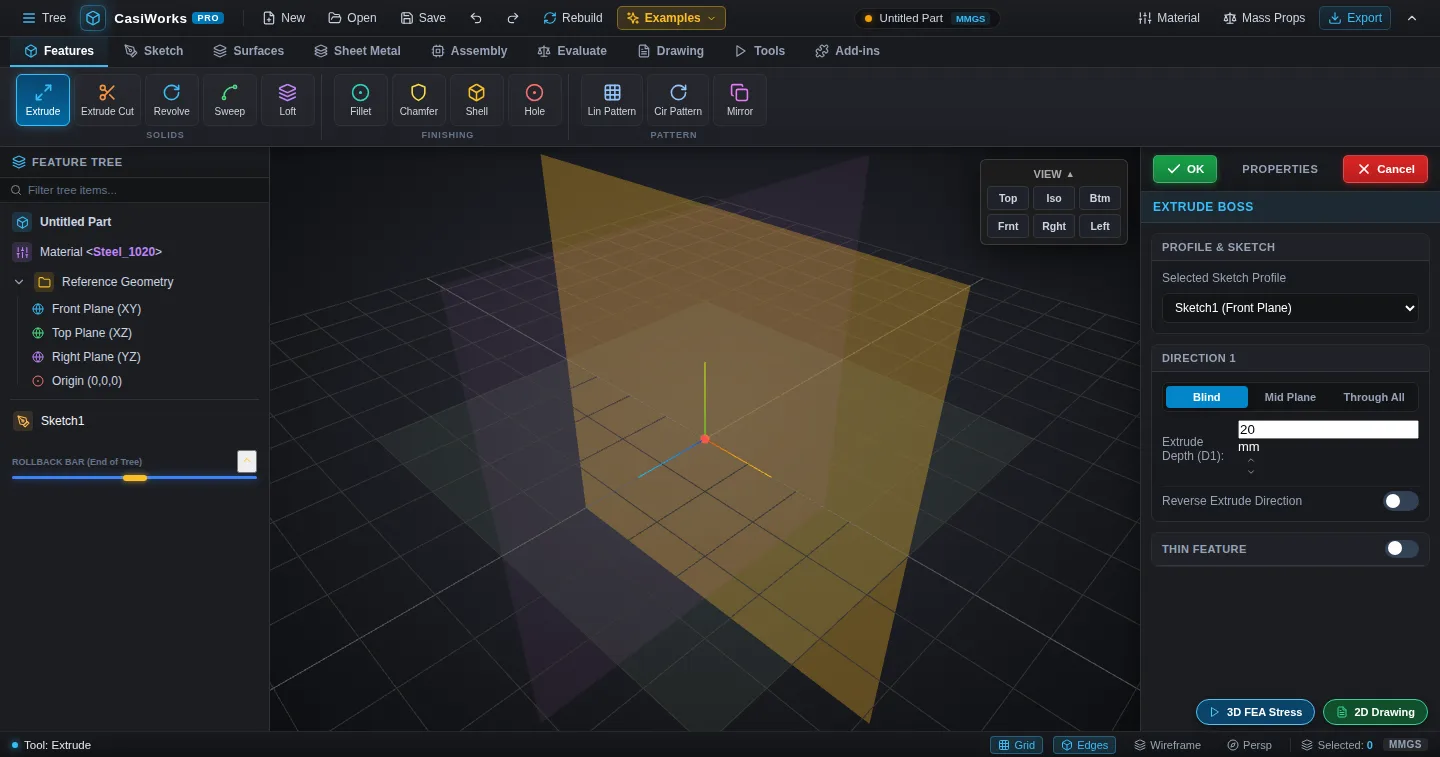 Tree CasiWorks PRO New Open Save Rebuild Examples Untitled Part MMGS Material Mass Props Export
Features Sketch Surfaces Sheet Metal Assembly Evaluate Drawing Tools Add-ins
Extrude Extrude Cut Revolve Sweep Loft Fillet Chamfer Shell Hole Lin Pattern Cir Pattern Mirror
SOLIDS FINISHING PATTERN
FEATURE TREE
Filter tree items...
Untitled Part
Material <Steel_1020>
Reference Geometry
Front Plane (XY)
Top Plane (XZ)
Right Plane (YZ)
Origin (0,0,0)
Sketch1
ROLLBACK BAR (End of Tree)
VIEW ▲
Top Iso Btm
Frnt Rght Left
OK PROPERTIES Cancel
EXTRUDE BOSS
PROFILE & SKETCH
Selected Sketch Profile
Sketch1 (Front Plane)
DIRECTION 1
Blind Mid Plane Through All
Extrude Depth (D1): 20 mm
Reverse Extrude Direction
THIN FEATURE
3D FEA Stress 2D Drawing
Tool: Extrude Grid Edges Wireframe Persp Selected: 0 MMGS